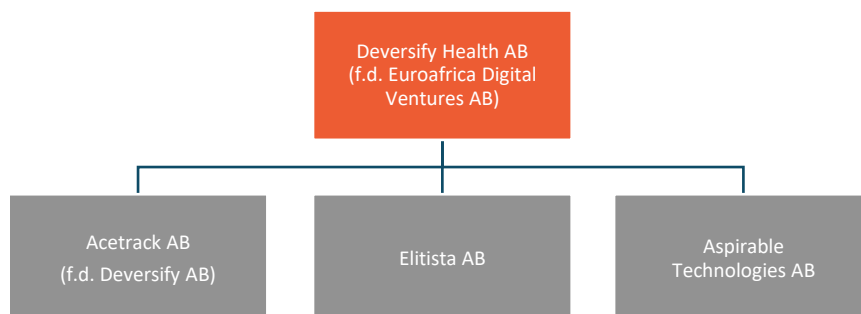 Deversify Health AB
(f.d. Euroafrica Digital
Ventures AB)
Acetrack AB
(f.d. Deversify AB)
Elitista AB
Aspirable
Technologies AB